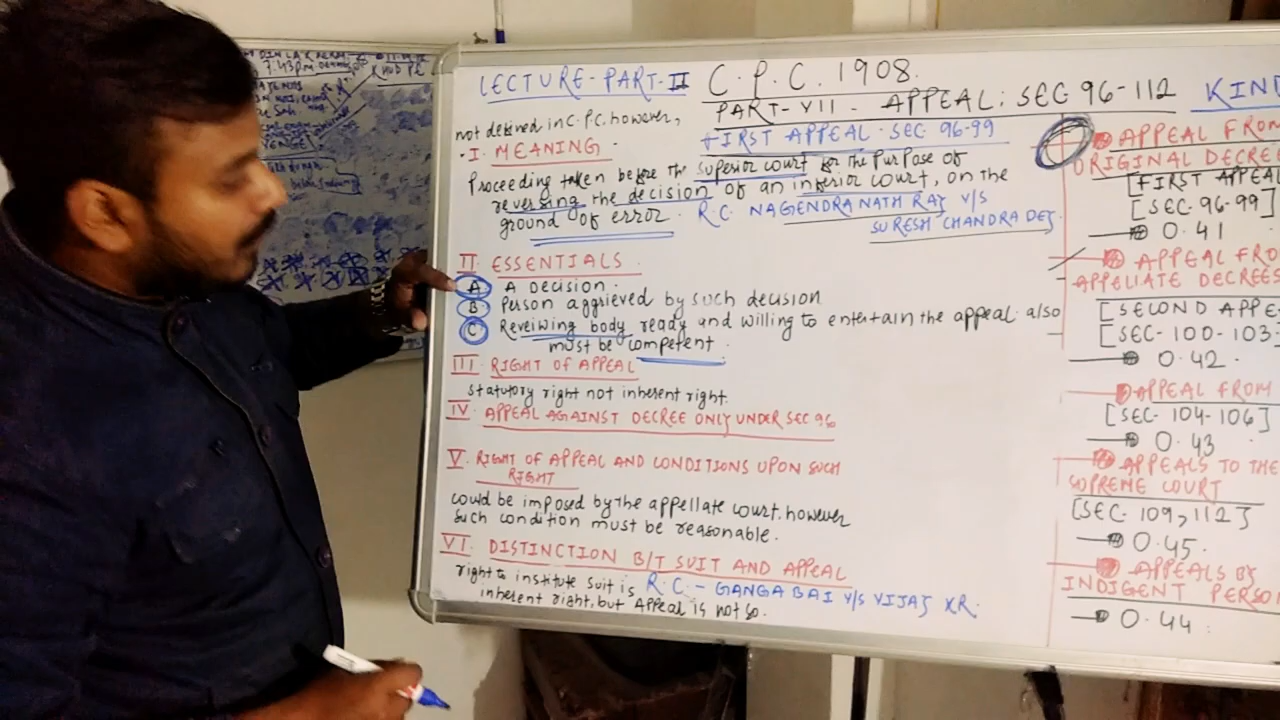 LECTURE-PART-II C.P.C. 1908.
PART-VII - APPEAL: SEC 96-112
not defined in C.P.C. however,
FIRST APPEAL - SEC 96-99
I. MEANING
Proceeding taken before the superior court for the purpose of
reversing the decision of an inferior court, on the
ground of error. R.C. NAGENDRA NATH RAJ V/S
SURESH CHANDRA DEJ
II ESSENTIALS
A A Decision.
B Person aggrieved by such decision
C Reveiwing body ready and willing to entertain the appeal. also
must be competent.
III RIGHT OF APPEAL
statutory right not inherent right.
IV APPEAL AGAINST DECREE ONLY UNDER SEC 96
V. RIGHT OF APPEAL AND CONDITIONS UPON SUCH
RIGHT
could be imposed by the appellate court. however
such condition must be reasonable.
VI. DISTINCTION B/T SUIT AND APPEAL
right to institute suit is R.C. - GANGA BAI V/S VIJAJ KR.
inherent right, but Appeal is not so.
KIND
APPEAL FROM
ORIGINAL DECREE
[FIRST APPEAL
[SEC-96-99]
O.41
APPEAL FRO
APPELIATE DECREES
[SECOND APPE
[SEC-100-103
O.42.
APPEAL FROM
[SEC-104-106]
O.43
APPEALS TO THE
SUPREME COURT
[SEC. 109, 112]
O.45.
APPEALS BY
INDIGENT PERSO
O.44.